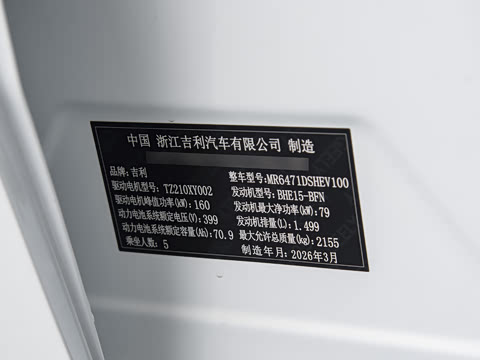 中国 浙江吉利汽车有限公司 制造
品牌:吉利 整车型号:MR6471DSHEV100
驱动电机型号:TZ210XY002 发动机型号:BHE15-BFN
驱动电机峰值功率(kW):160 发动机最大净功率(kW):79
动力电池系统额定电压(V):399 发动机排量(L):1.499
动力电池系统额定容量(Ah):70.9 最大允许总质量(kg):2155
乘坐人数:5 制造年月:2026年3月